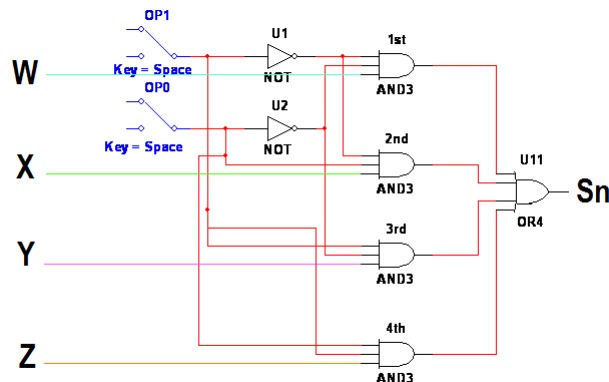 OP1
U1
1st
W
Key = Space
NOT
AND3
OP0
U2
Key = Space
NOT
2nd
X
AND3
U11
Sn
3rd
OR4
Y
AND3
4th
Z
AND3